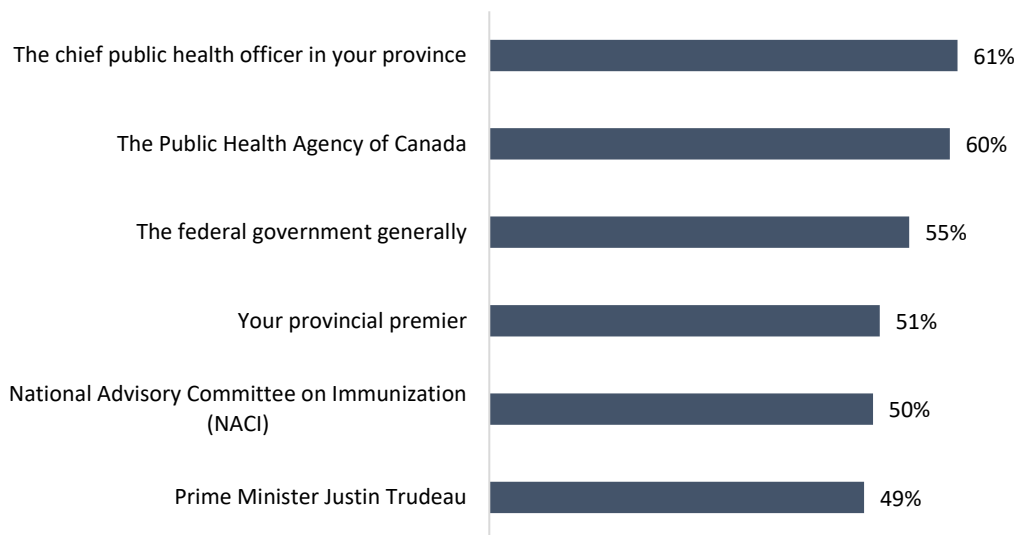 The chief public health officer in your province 61%
The Public Health Agency of Canada 60%
The federal government generally 55%
Your provincial premier 51%
National Advisory Committee on Immunization
(NACI) 50%
Prime Minister Justin Trudeau 49%